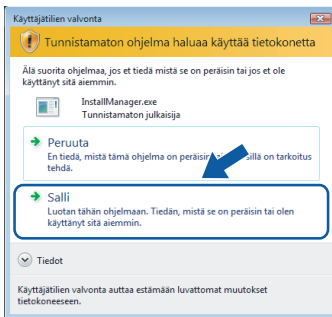 Käyttäjätilien valvonta
Tunnistamaton ohjelma haluaa käyttää tietokonetta
Älä suorita ohjelmaa, jos et tiedä mistä se on peräisin tai jos et ole
käyttänyt sitä aiemmin.
InstallManager.exe
Tunnistamaton julkaisija
Peruuta
En tiedä, mistä tämä ohjelma on peräisin sillä on tarkoitus
tehdä.
Salli
Luotan tähän ohjelmaan. Tiedän, mistä se on peräisin tai olen
käyttänyt sitä aiemmin.
Tiedot
Käyttäjätilien valvonta auttaa estämään luvattomat muutokset
tietokoneeseen.